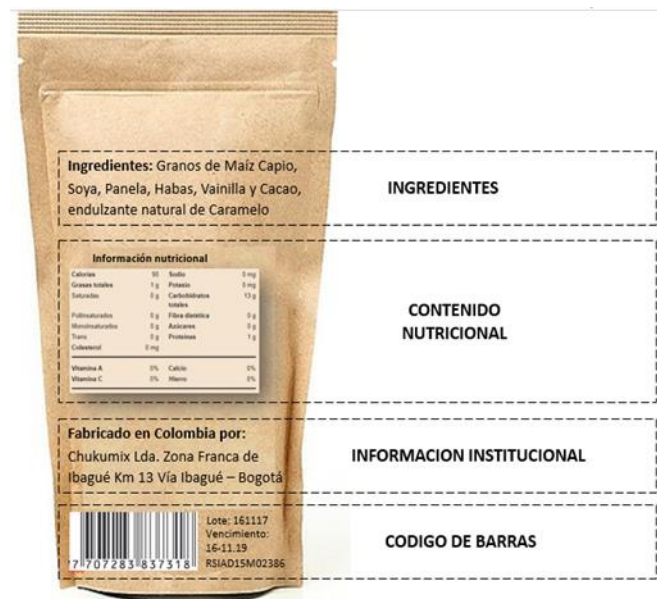 Ingredientes: Granos de Maíz Capio,
Soya, Panela, Habas, Vainilla y Cacao,
endulzante natural de Caramelo
INGREDIENTES
Información nutricional
Calorías 90 Sodio 0 mg
Grasas totales 1 g Potasio 0 mg
Saturadas 0 g Carbohidratos totales 13 g
Poliinsaturados 0 g Fibra dietética 0 g
Monoinsaturados 0 g Azúcares 0 g
Trans 0 g Proteínas 1 g
Colesterol 0 mg
Vitamina A 0% Calcio 0%
Vitamina C 0% Hierro 0%
CONTENIDO
NUTRICIONAL
Fabricado en Colombia por:
Chukumix Lda. Zona Franca de
Ibagué Km 13 Vía Ibagué – Bogotá
INFORMACION INSTITUCIONAL
7 707283 837318
Lote: 161117
Vencimiento:
16-11.19
RSIAD15M02386
CODIGO DE BARRAS